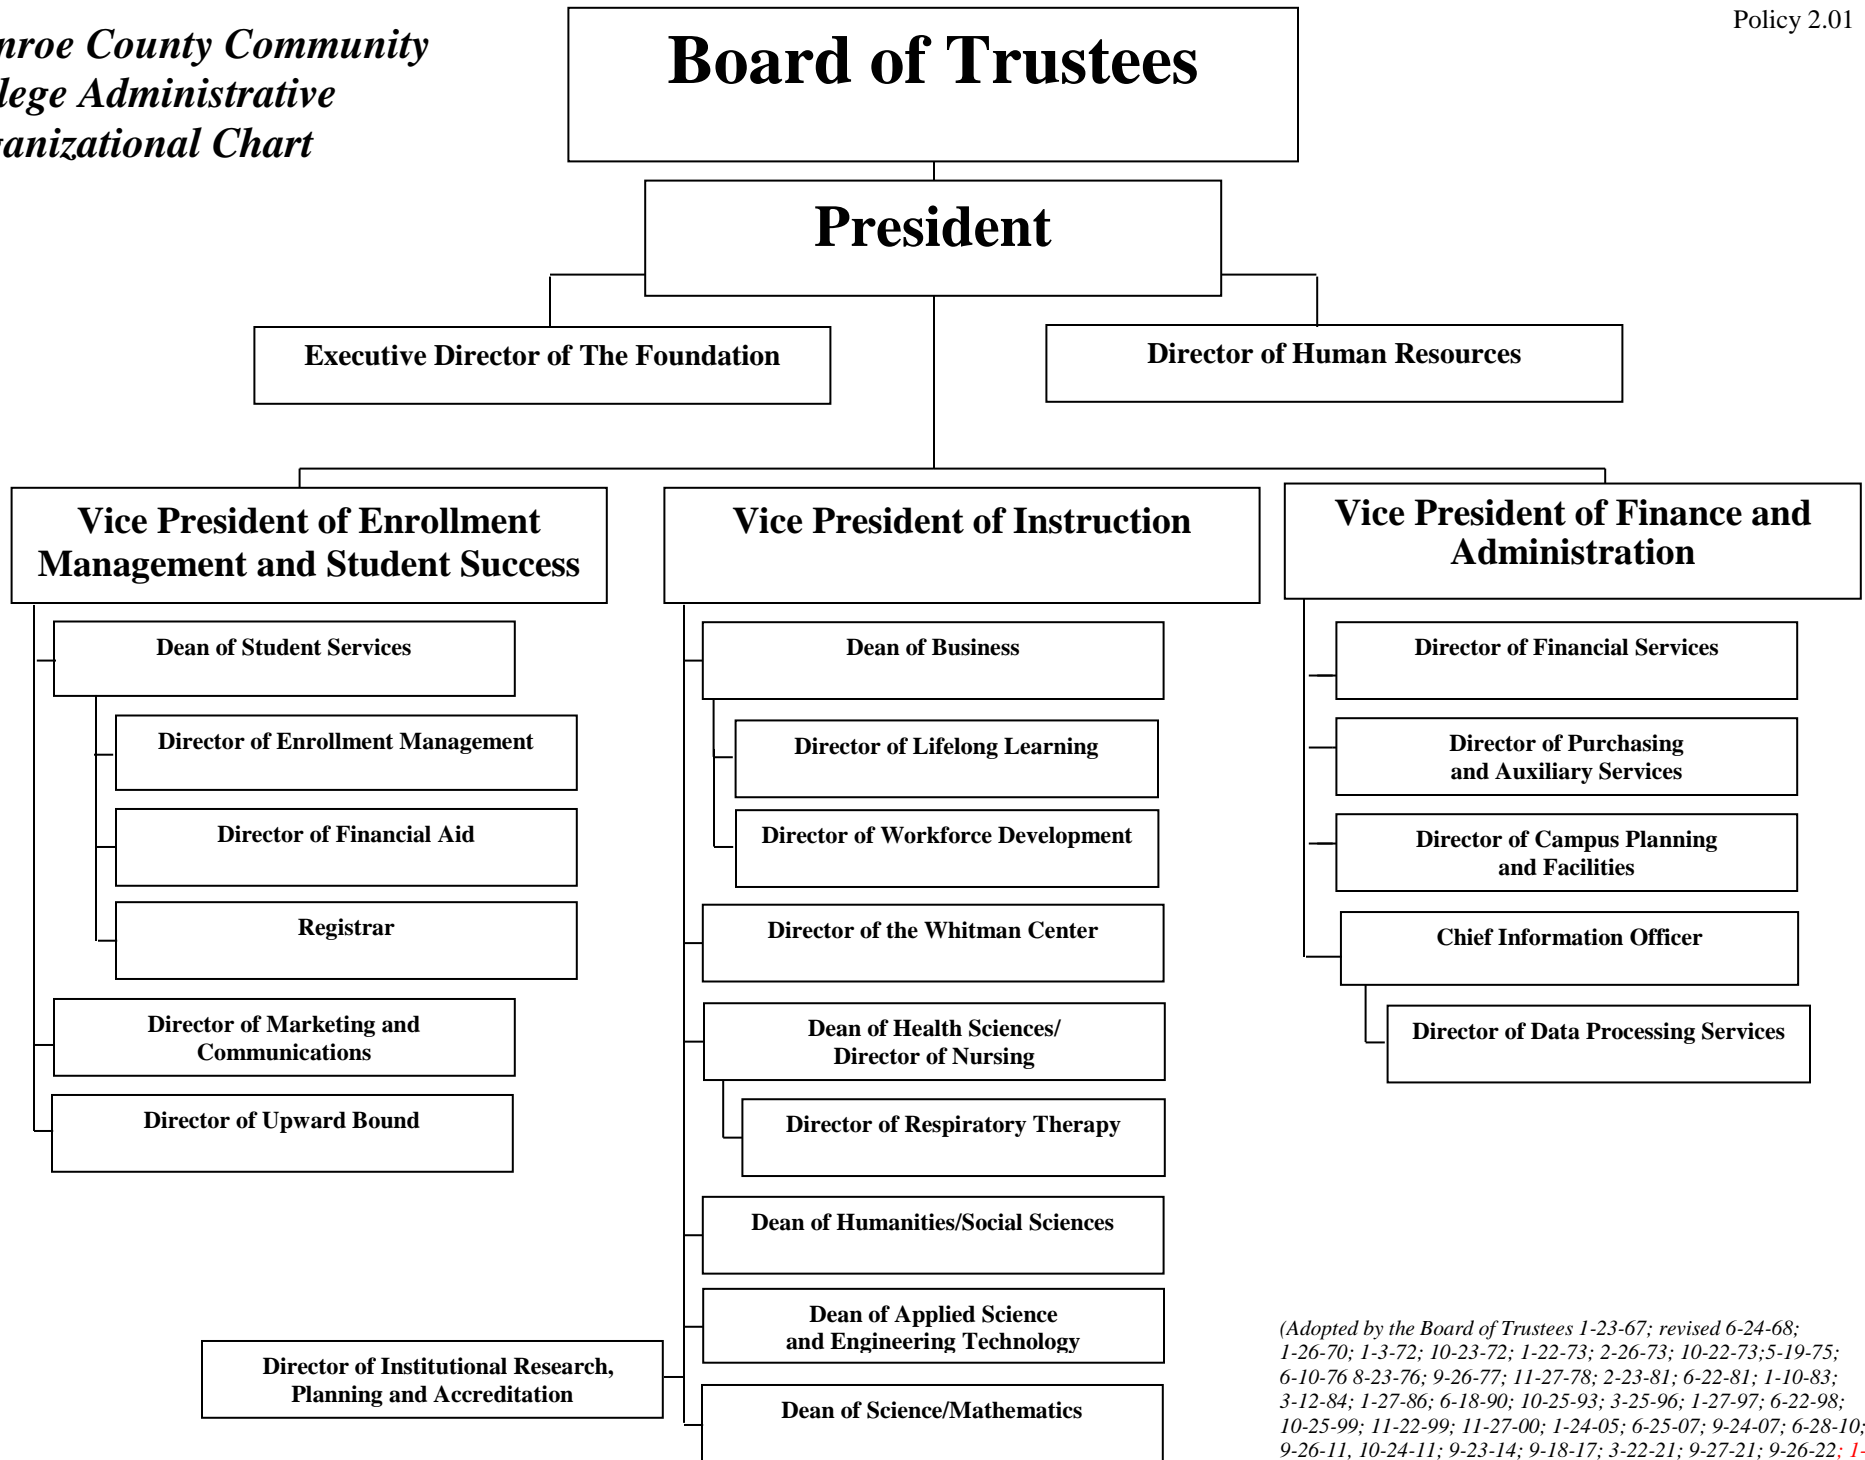 nroe County Community
lege Administrative
ganizational Chart
Policy 2.01
Board of Trustees
President
Executive Director of The Foundation
Director of Human Resources
Vice President of Enrollment
Management and Student Success
Dean of Student Services
Director of Enrollment Management
Director of Financial Aid
Registrar
Director of Marketing and
Communications
Director of Upward Bound
Vice President of Instruction
Dean of Business
Director of Lifelong Learning
Director of Workforce Development
Director of the Whitman Center
Dean of Health Sciences/
Director of Nursing
Director of Respiratory Therapy
Dean of Humanities/Social Sciences
Dean of Applied Science
and Engineering Technology
Director of Institutional Research,
Planning and Accreditation
Dean of Science/Mathematics
Vice President of Finance and
Administration
Director of Financial Services
Director of Purchasing
and Auxiliary Services
Director of Campus Planning
and Facilities
Chief Information Officer
Director of Data Processing Services
(Adopted by the Board of Trustees 1-23-67; revised 6-24-68;
1-26-70; 1-3-72; 10-23-72; 1-22-73; 2-26-73; 10-22-73;5-19-75;
6-10-76 8-23-76; 9-26-77; 11-27-78; 2-23-81; 6-22-81; 1-10-83;
3-12-84; 1-27-86; 6-18-90; 10-25-93; 3-25-96; 1-27-97; 6-22-98;
10-25-99; 11-22-99; 11-27-00; 1-24-05; 6-25-07; 9-24-07; 6-28-10;
9-26-11, 10-24-11; 9-23-14; 9-18-17; 3-22-21; 9-27-21; 9-26-22; 1-